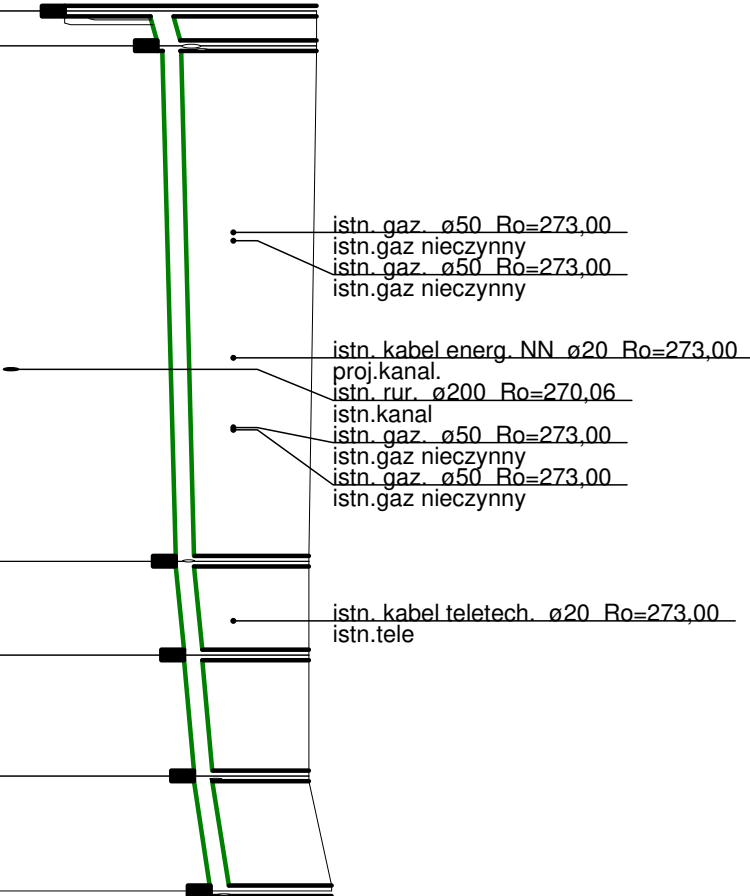 istn. gaz. ø50 Ro=273,00
istn.gaz nieczynny
istn. gaz. ø50 Ro=273,00
istn.gaz nieczynny
istn. kabel energ. NN ø20 Ro=273,00
proj.kanal.
istn. rur. ø200 Ro=270,06
istn.kanal
istn. gaz. ø50 Ro=273,00
istn.gaz nieczynny
istn. gaz. ø50 Ro=273,00
istn.gaz nieczynny
istn. kabel teletech. ø20 Ro=273,00
istn.tele